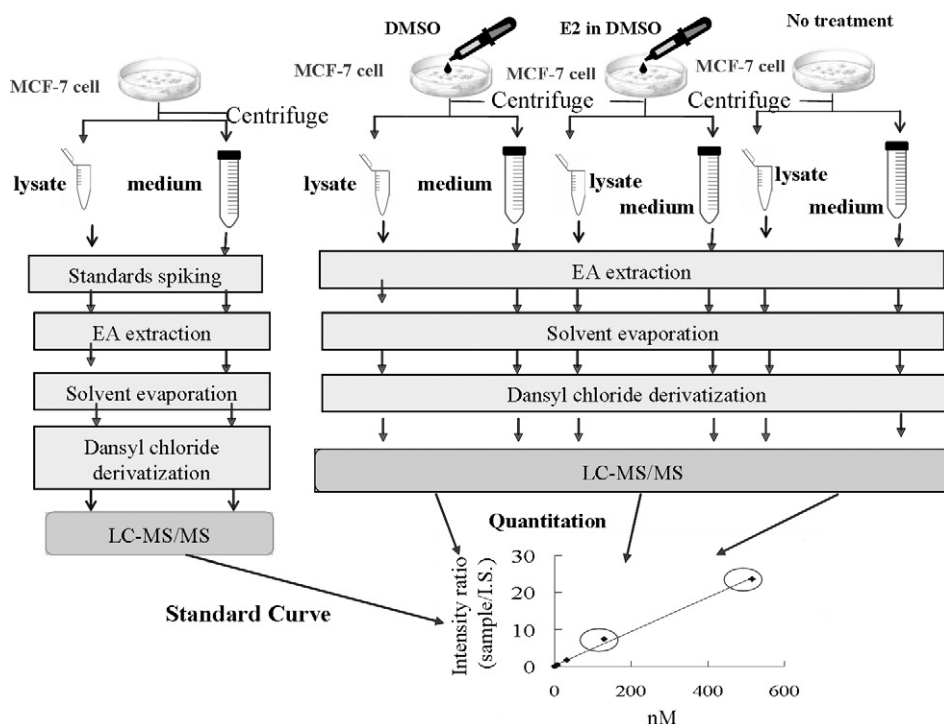 DMSO
E2 in DMSO
No treatment
MCF-7 cell
MCF-7 cell
MCF-7 cell
MCF-7 cell
Centrifuge
Centrifuge
Centrifuge
lysate
medium
lysate
medium
lysate
medium
lysate
medium
Standards spiking
EA extraction
Solvent evaporation
Dansyl chloride
derivatization
LC-MS/MS
EA extraction
Solvent evaporation
Dansyl chloride derivatization
LC-MS/MS
Quantitation
Standard Curve
Intensity ratio
(sample/I.S.)
30
20
10
0
0
200
400
600
nM